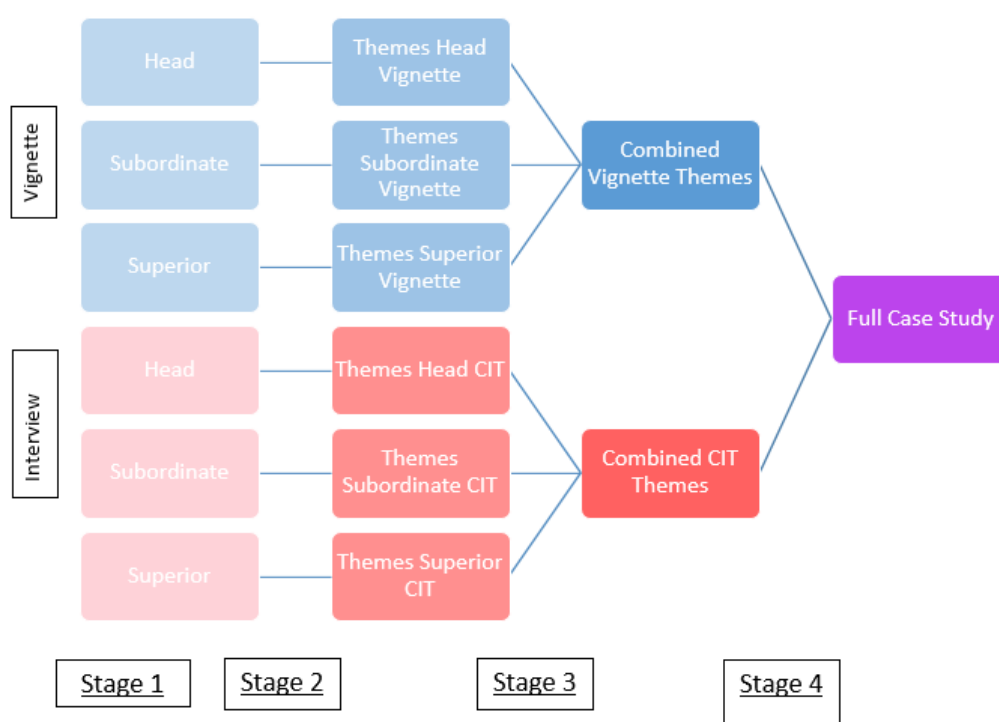 Vignette
Head
Themes Head
Vignette
Subordinate
Themes
Subordinate
Vignette
Superior
Themes Superior
Vignette
Combined
Vignette Themes
Interview
Head
Themes Head CIT
Subordinate
Themes
Subordinate CIT
Superior
Themes Superior
CIT
Combined CIT
Themes
Full Case Study
Stage 1
Stage 2
Stage 3
Stage 4